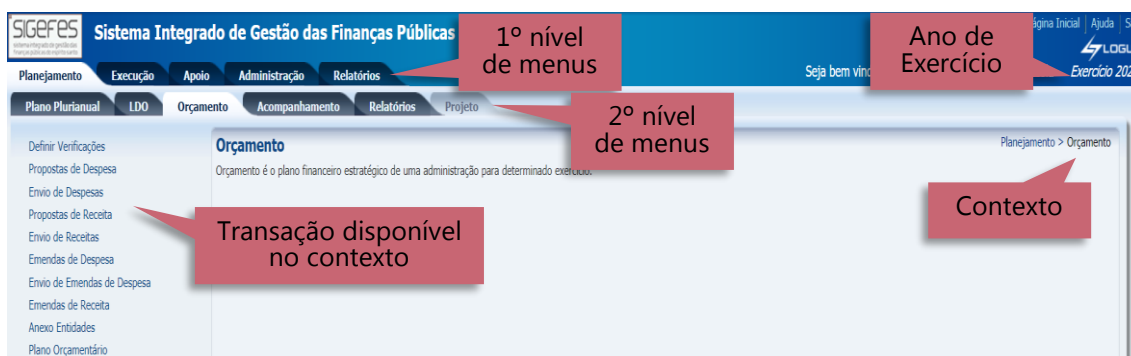 SIGEFES Sistema Integrado de Gestão das Finanças Públicas
1º nível
de menus
Ano de
Exercício
Página Inicial | Ajuda |
LOGU
Planejamento Execução Apoio Administração Relatórios
Seja bem
Exercício
Plano Plurianual LDO Orçamento Acompanhamento Relatórios Projeto
2º nível
de menus
Definir Verificações
Propostas de Despesa
Envio de Despesas
Propostas de Receita
Envio de Receitas
Emendas de Despesa
Envio de Emendas de Despesa
Emendas de Receita
Anexo Entidades
Plano Orçamentário
Orçamento
Planejamento > Orçamento
Orçamento é o plano financeiro estratégico de uma administração para determinado exercício.
Contexto
Transação disponível
no contexto